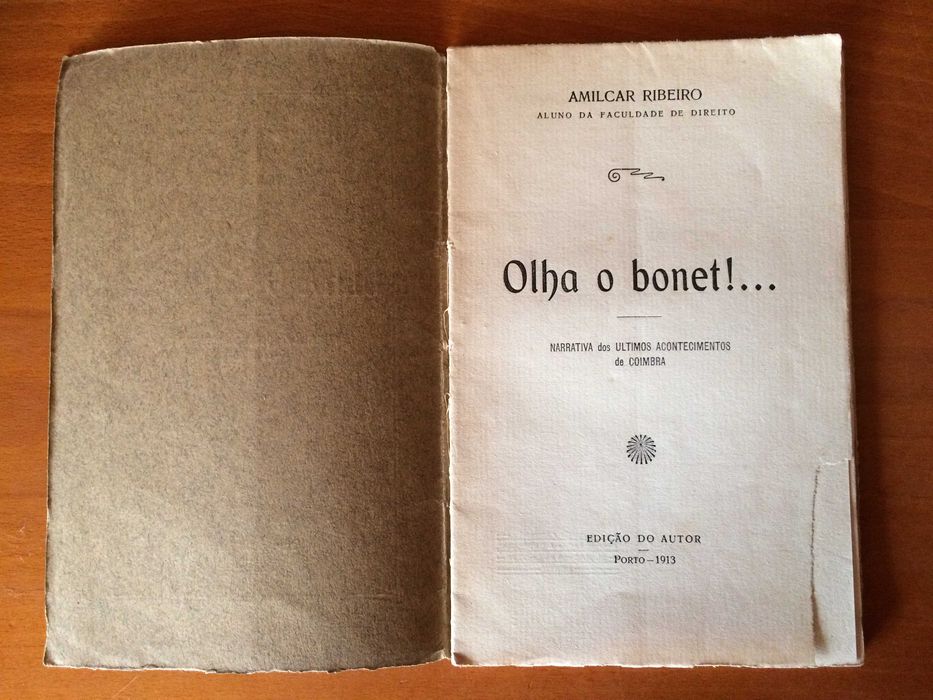 AMILCAR RIBEIRO
ALUNO DA FACULDADE DE DIREITO
Olha o bonet!...
NARRATIVA dos ULTIMOS ACONTECIMENTOS
de COIMBRA
EDIÇÃO DO AUTOR
PORTO—1913